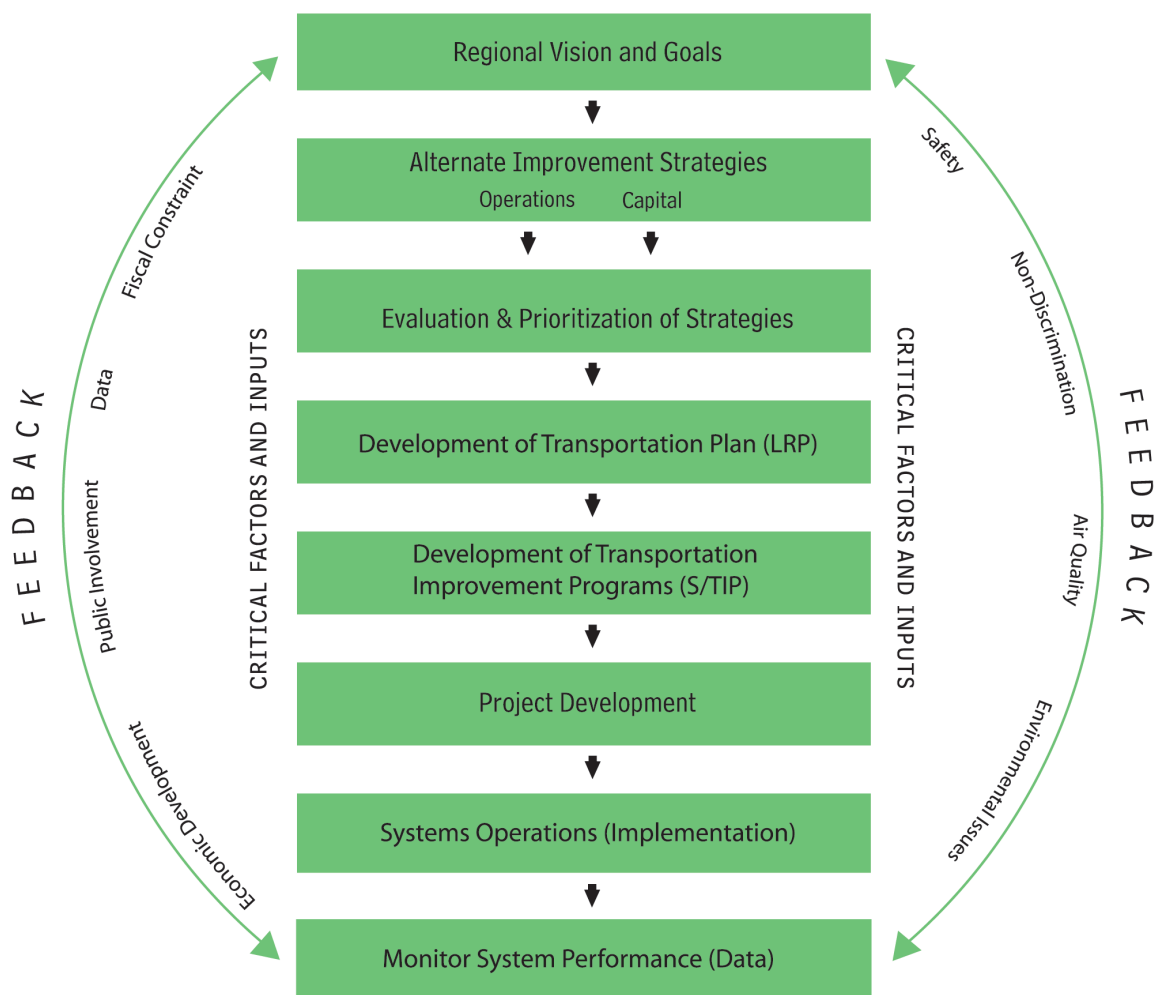 Regional Vision and Goals
Alternate Improvement Strategies
Operations Capital
Evaluation & Prioritization of Strategies
Development of Transportation Plan (LRP)
Development of Transportation
Improvement Programs (S/TIP)
Project Development
Systems Operations (Implementation)
Monitor System Performance (Data)
FEEDBACK
Fiscal Constraint
Data
Public Involvement
Economic Development
CRITICAL FACTORS AND INPUTS
CRITICAL FACTORS AND INPUTS
Safety
Non-Discrimination
Air Quality
Environmental Issues
FEEDBACK